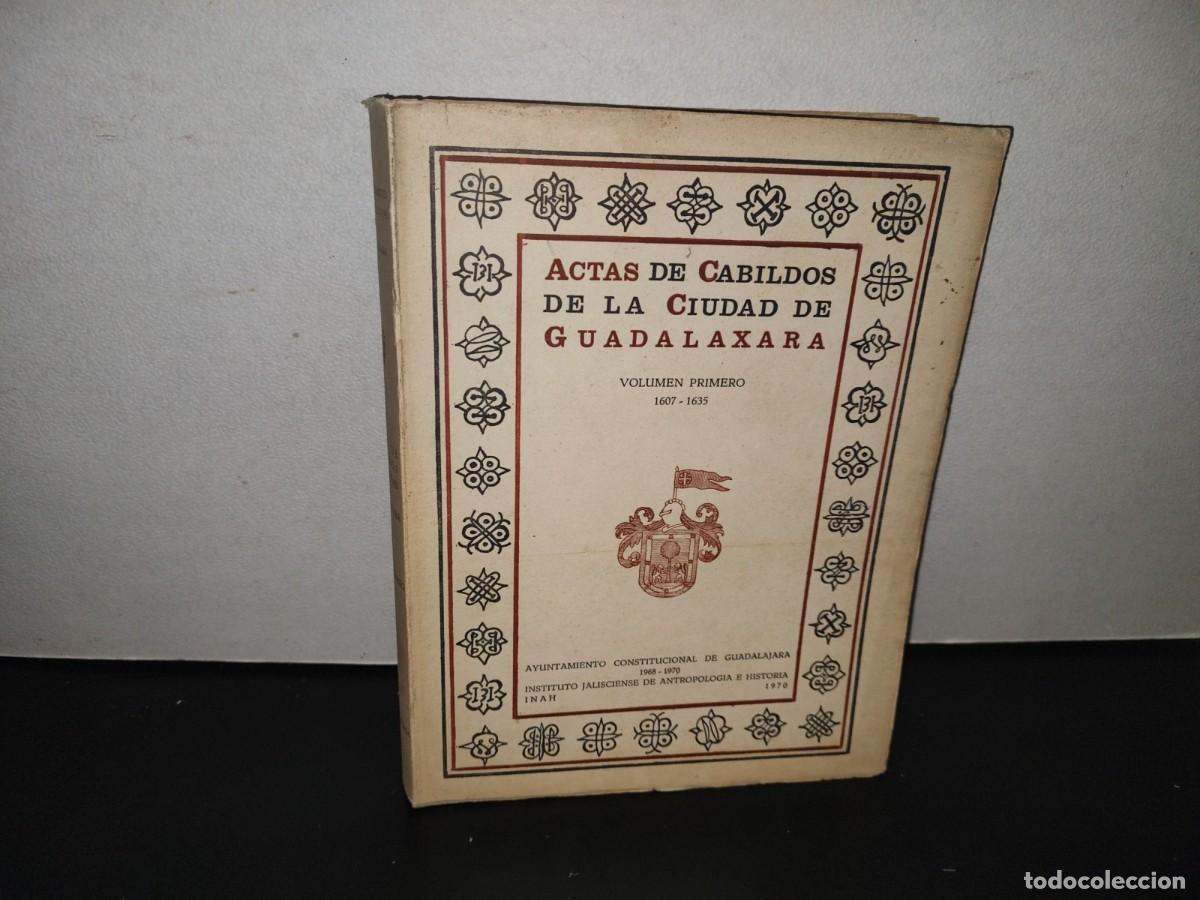 ACTAS DE CABILDOS
DE LA CIUDAD DE
GUADALAXARA
VOLUMEN PRIMERO
1607 - 1635
AYUNTAMIENTO CONSTITUCIONAL DE GUADALAJARA
1968 - 1970
INSTITUTO JALISCIENSE DE ANTROPOLOGIA E HISTORIA
INAH 1970
todocoleccion